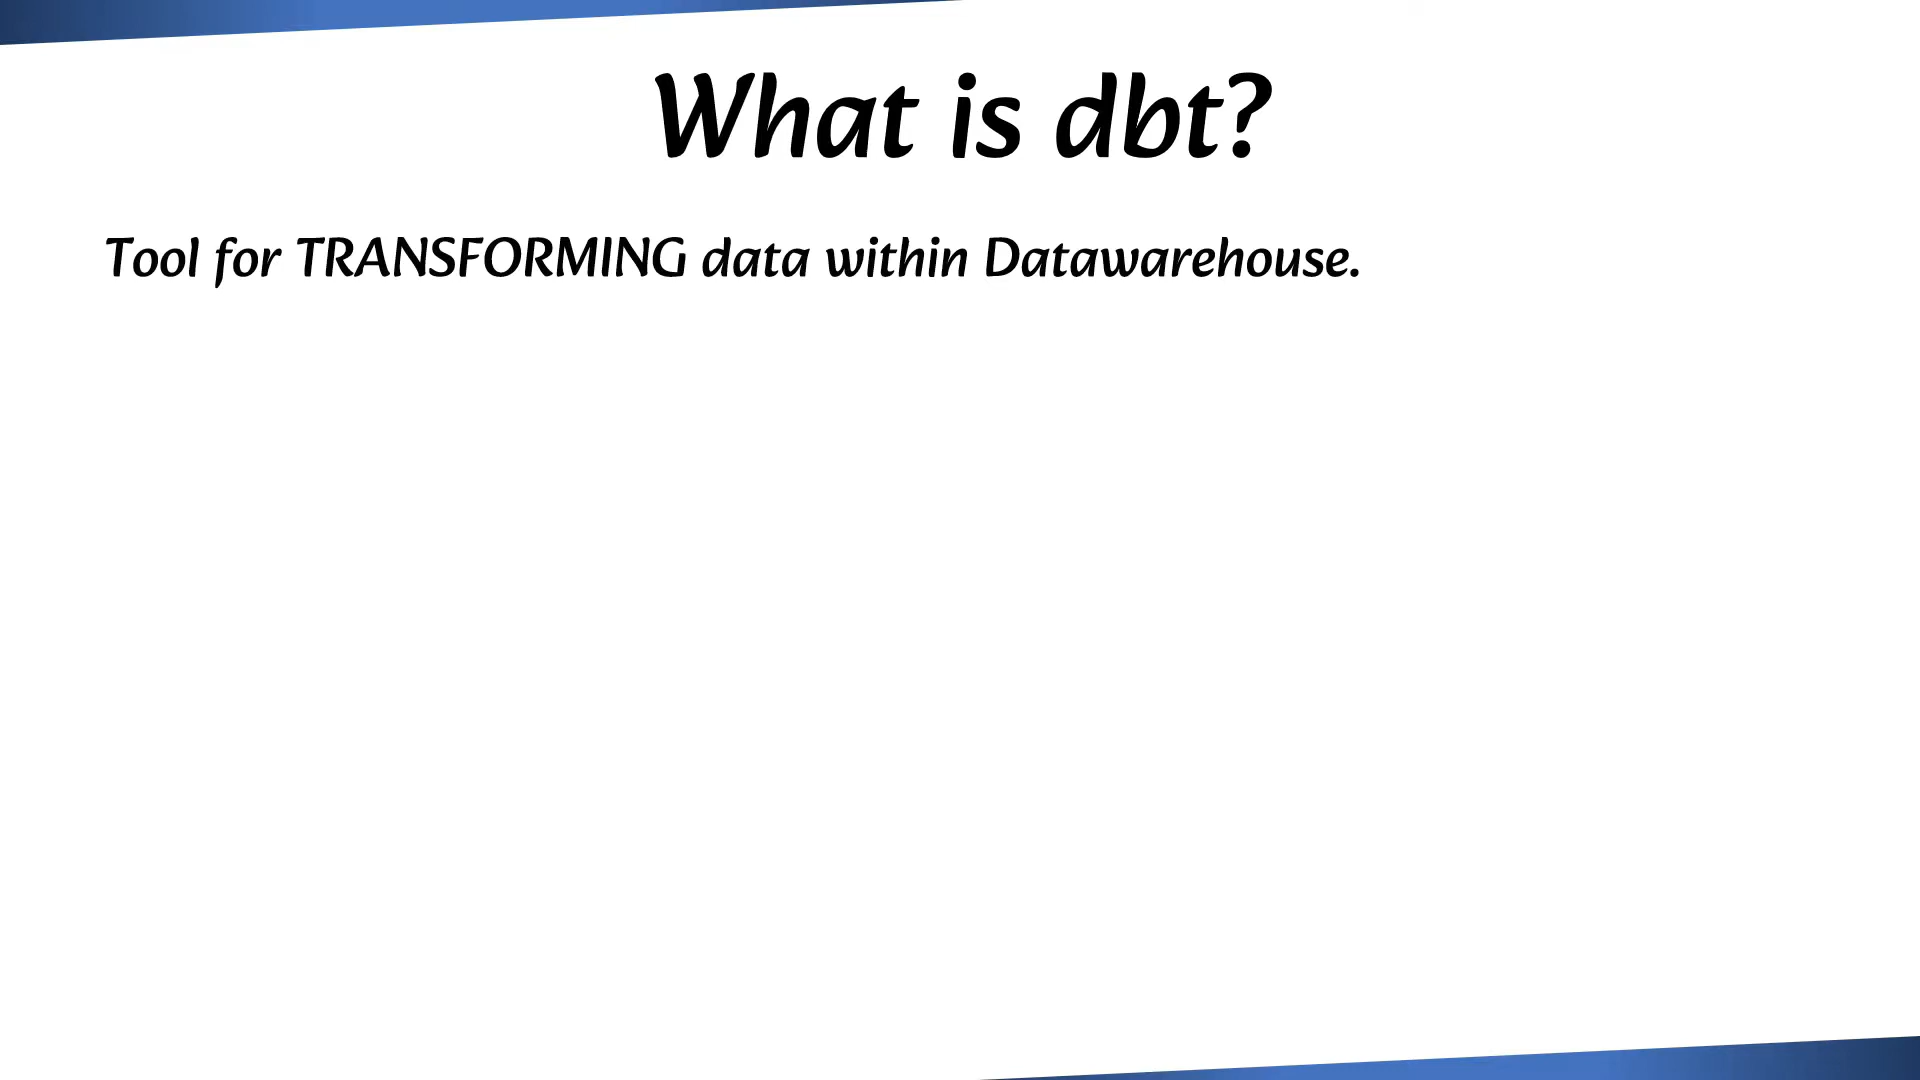 What is dbt?
Tool for TRANSFORMING data within Datawarehouse.